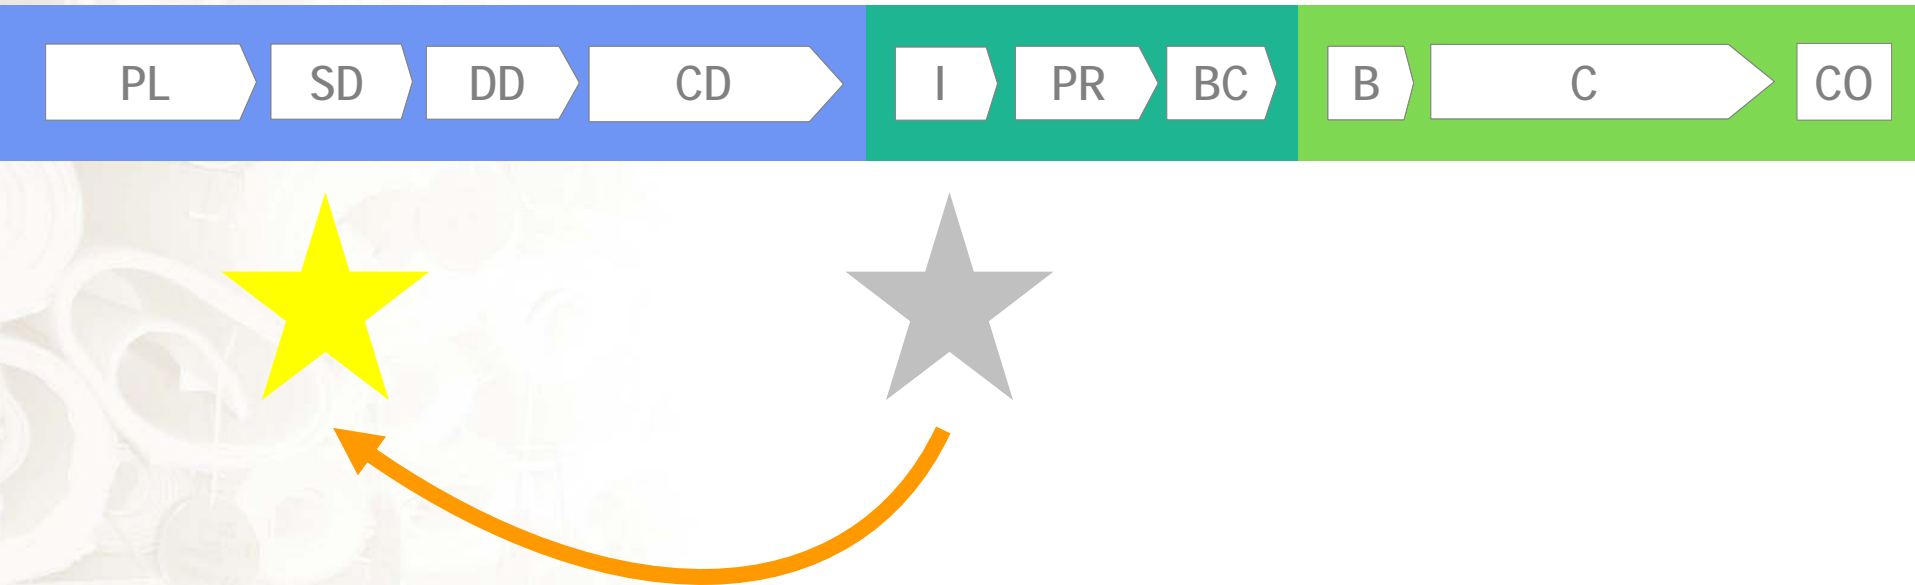 PL SD DD CD I PR BC B C CO